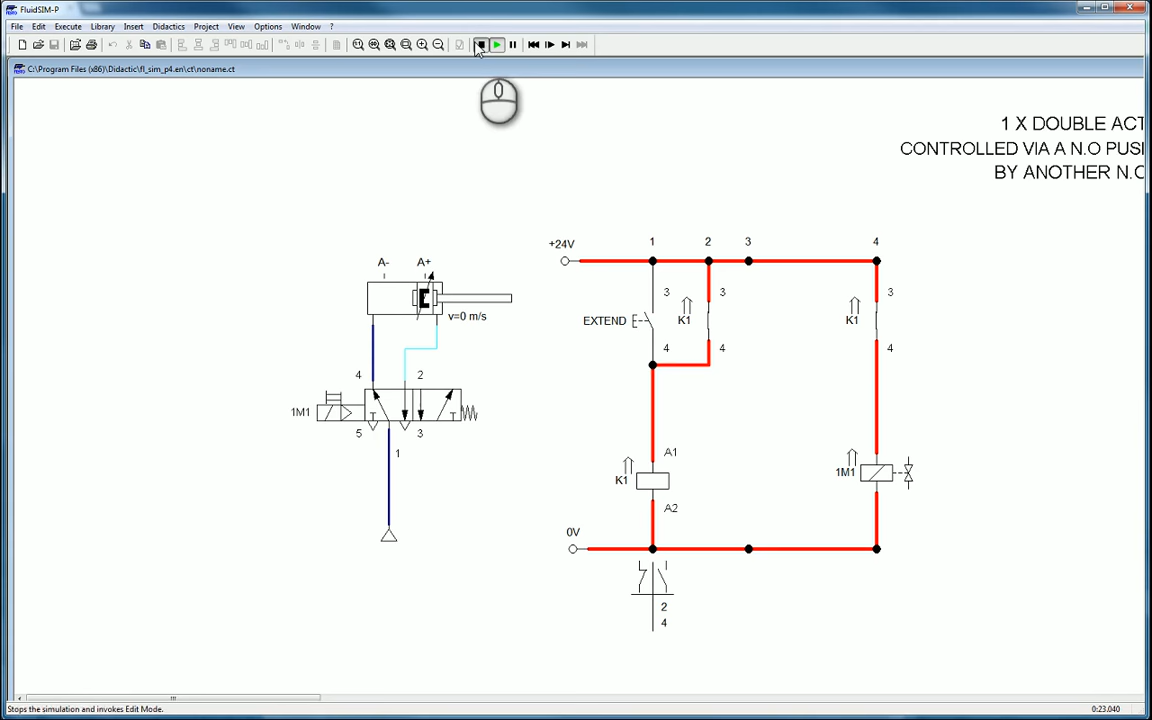 FluidSIM-P
File Edit Execute Library Insert Didactics Project View Options Window ?
C:\Program Files (x86)\Didactic\fl_sim_p4.en\ct\noname.ct
1 X DOUBLE ACT
CONTROLLED VIA A N.O PUS
BY ANOTHER N.O
+24V 1 2 3 4
A- A+
3 3 3
v=0 m/s
EXTEND K1 K1
4 4 4
4 2
1M1
5 3
1
A1
K1 1M1
A2
0V
2
4
Stops the simulation and invokes Edit Mode. 0:23.040